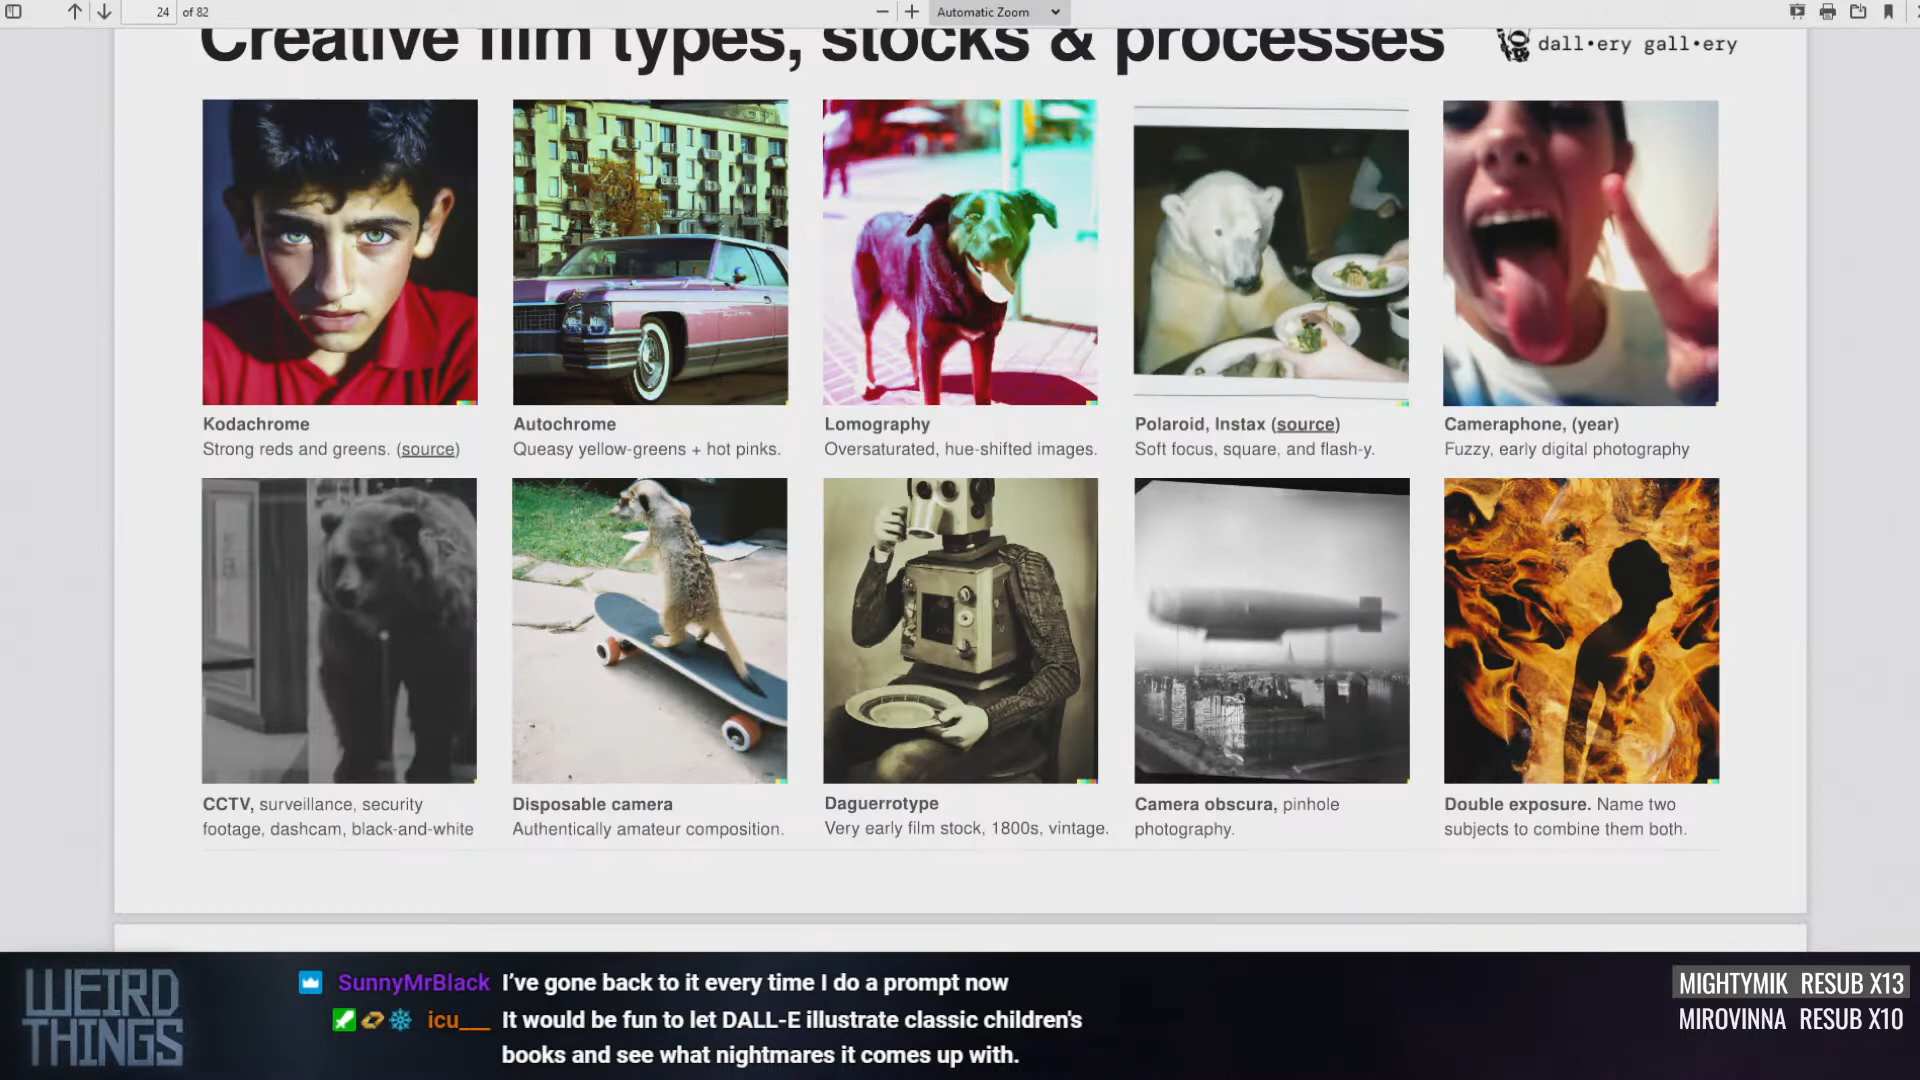 24 of 82
Automatic Zoom
Creative film types, stocks & processes
dall•ery gall•ery
Kodachrome
Strong reds and greens. (source)
Autochrome
Queasy yellow-greens + hot pinks.
Lomography
Oversaturated, hue-shifted images.
Polaroid, Instax (source)
Soft focus, square, and flash-y.
Cameraphone, (year)
Fuzzy, early digital photography
CCTV, surveillance, security
footage, dashcam, black-and-white
Disposable camera
Authentically amateur composition.
Daguerrotype
Very early film stock, 1800s, vintage.
Camera obscura, pinhole
photography.
Double exposure. Name two
subjects to combine them both.
WEIRD
THINGS
SunnyMrBlack I've gone back to it every time I do a prompt now
icu___ It would be fun to let DALL-E illustrate classic children's
books and see what nightmares it comes up with.
MIGHTYMIK RESUB X13
MIROVINNA RESUB X10